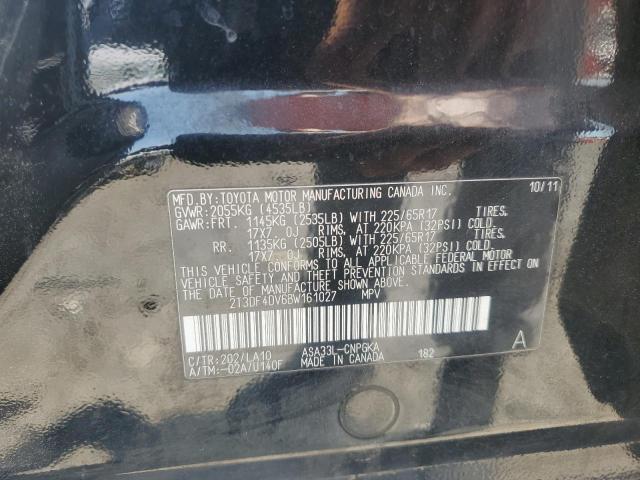 MFD.BY:TOYOTA MOTOR MANUFACTURING CANADA INC. 10/11
GVWR:2055KG (4535LB)
GAWR:FRT. 1145KG (2535LB) WITH 225/65R17 TIRES,
17X7. 0J RIMS, AT 220KPA (32PSI) COLD.
RR. 1135KG (2505LB) WITH 225/65R17 TIRES,
17X7. 0J RIMS, AT 220KPA (32PSI) COLD.
THIS VEHICLE CONFORMS TO ALL APPLICABLE FEDERAL MOTOR
VEHICLE SAFETY AND THEFT PREVENTION STANDARDS IN EFFECT ON
THE DATE OF MANUFACTURE SHOWN ABOVE.
2T3DF4DV6BW161027 MPV
C/TR:202/LA10 ASA33L-CNPGKA 182 A
A/TM:-02A/U140F MADE IN CANADA